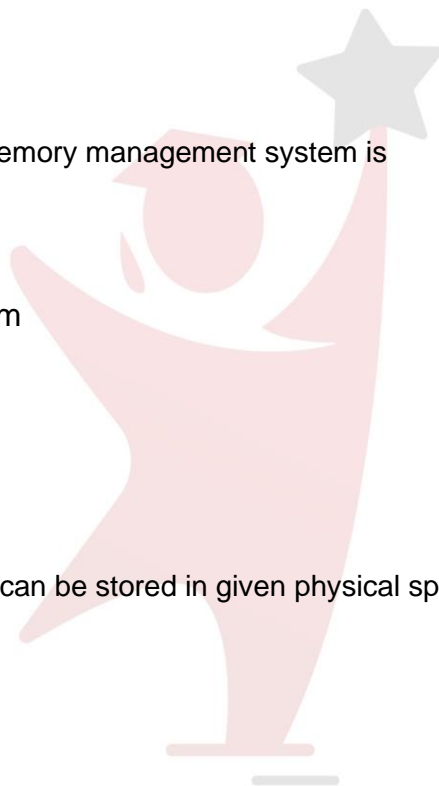 emory management system is
m
can be stored in given physical sp